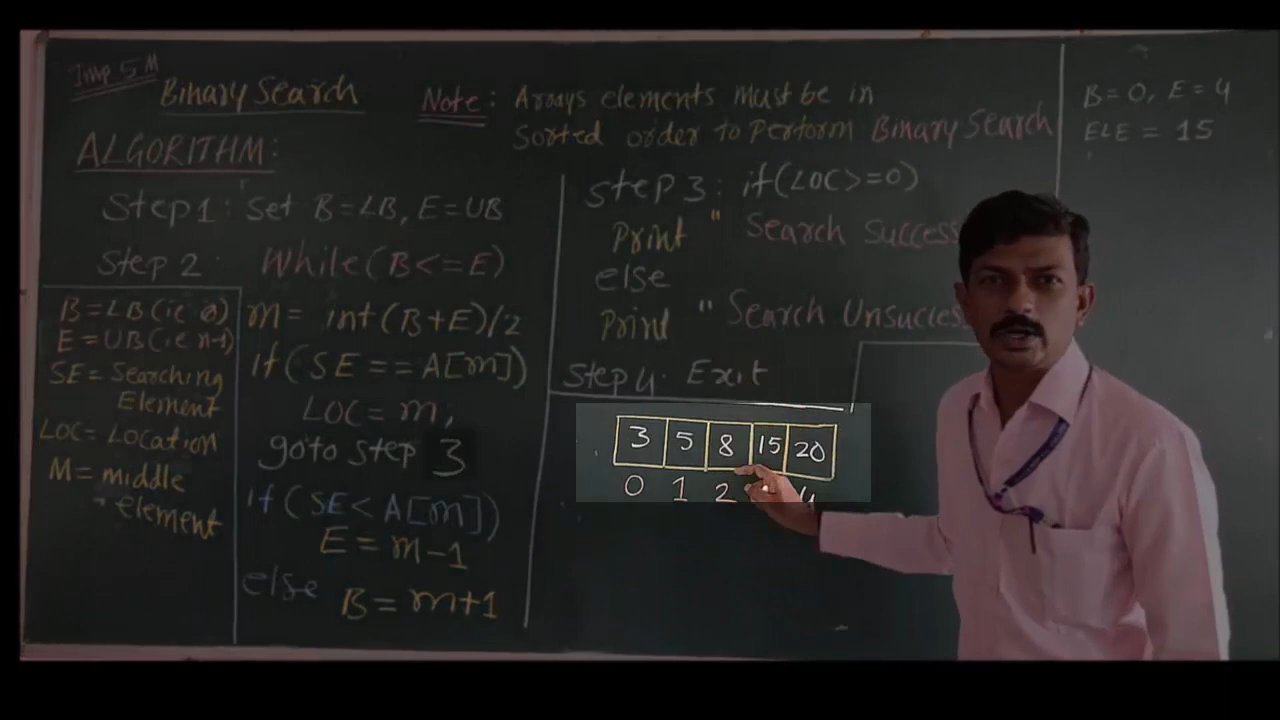 Imp 5 M
Binary Search
Note: Arrays elements must be in
Sorted order to Perform Binary Search
ALGORITHM:
Step1: Set B=LB, E=UB
Step 2: While(B<=E)
B=LB(ie 0)
E=UB(ie n-1)
SE=Searching
Element
LOC=LOCation
M=middle
element
m= int(B+E)/2
if(SE==A[m])
LOC=m,
goto step 3
if(SE<A[m])
E=m-1
else B=m+1
Step 3: if(LOC>=0)
Print " Search Success
else
Print " Search Unsuccess
Step 4. Exit
3 5 8 15 20
0 1 2 4
B=0, E=4
ELE = 15